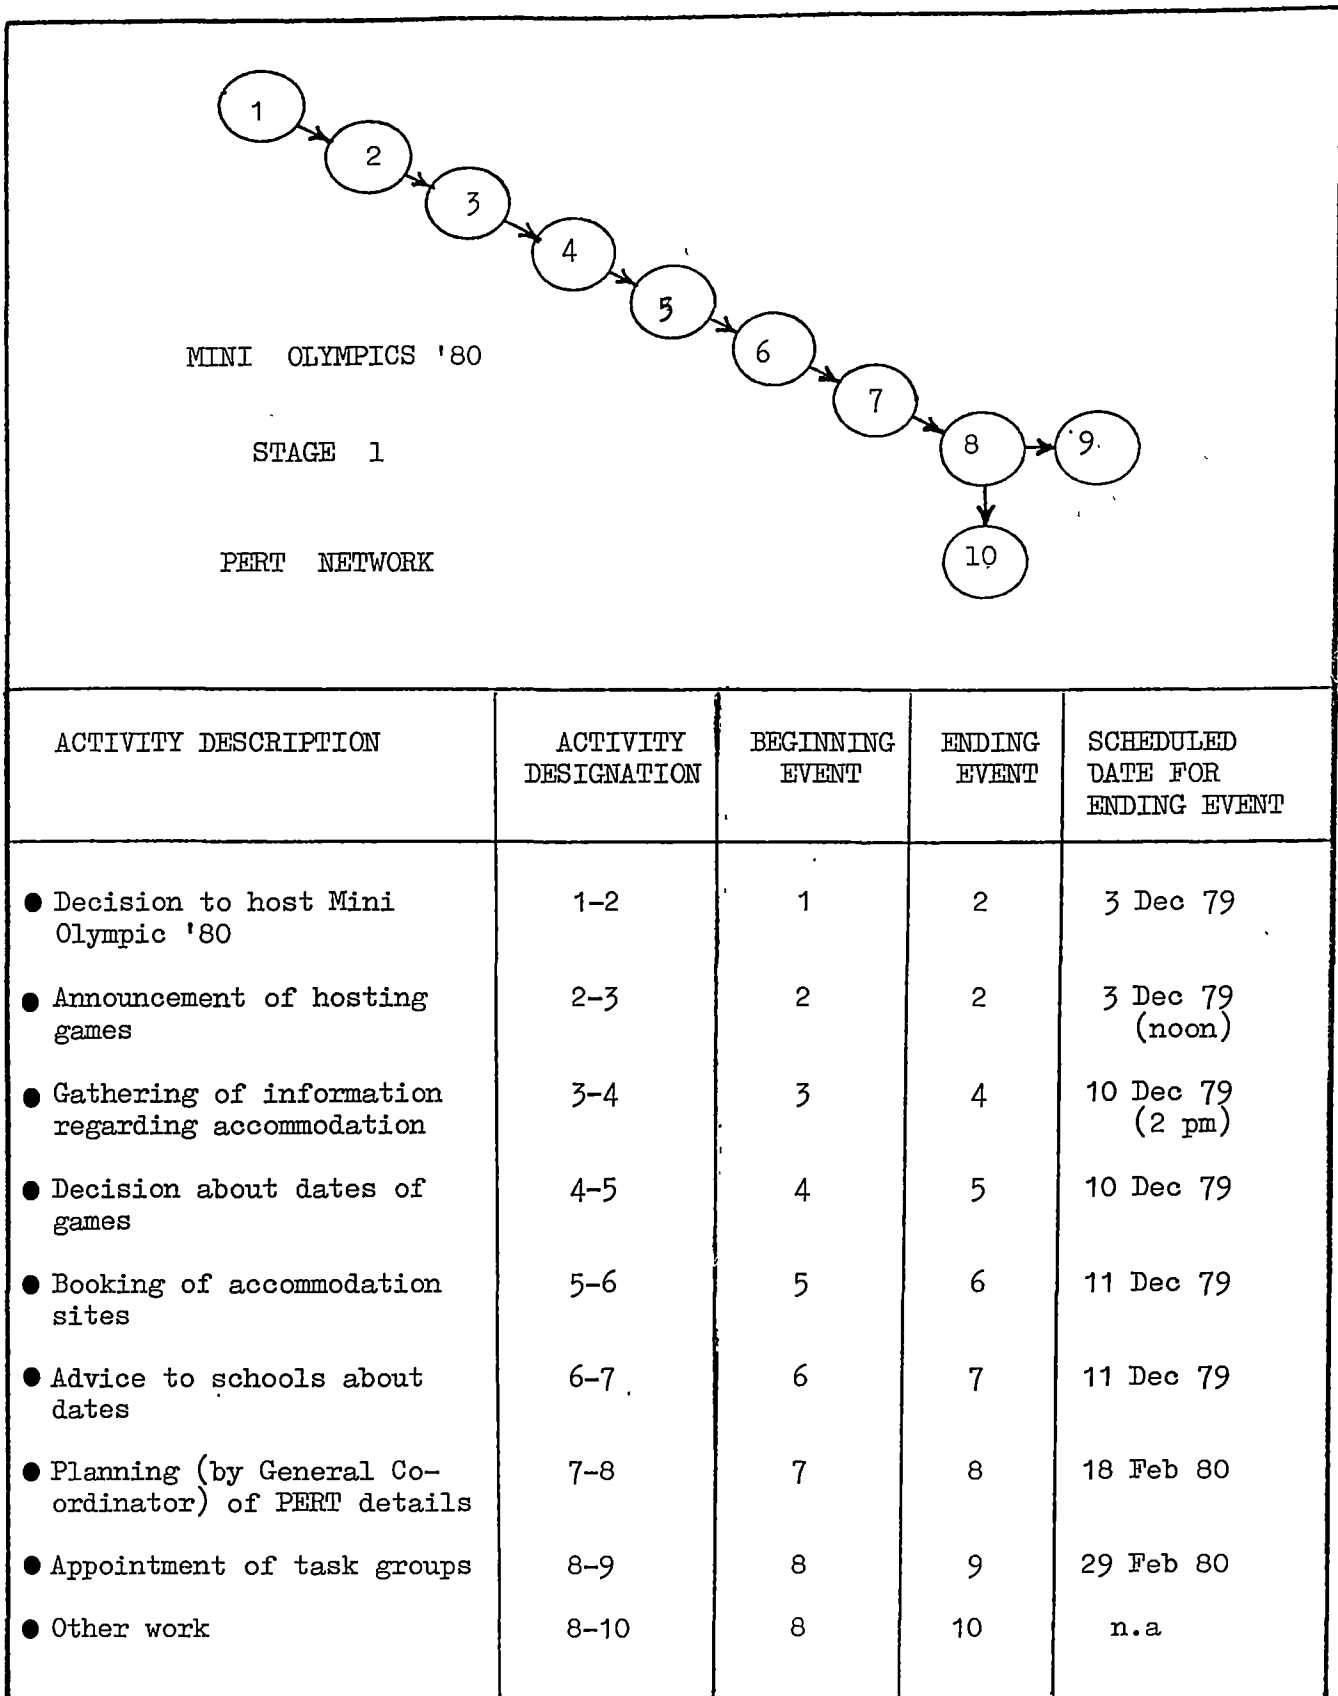 1
2
3
4
5
6
7
8
9
10
MINI OLYMPICS '80
STAGE 1
PERT NETWORK
ACTIVITY DESCRIPTION ACTIVITY DESIGNATION BEGINNING EVENT ENDING EVENT SCHEDULED DATE FOR ENDING EVENT
● Decision to host Mini Olympic '80 1-2 1 2 3 Dec 79
● Announcement of hosting games 2-3 2 2 3 Dec 79 (noon)
● Gathering of information regarding accommodation 3-4 3 4 10 Dec 79 (2 pm)
● Decision about dates of games 4-5 4 5 10 Dec 79
● Booking of accommodation sites 5-6 5 6 11 Dec 79
● Advice to schools about dates 6-7 6 7 11 Dec 79
● Planning (by General Co-ordinator) of PERT details 7-8 7 8 18 Feb 80
● Appointment of task groups 8-9 8 9 29 Feb 80
● Other work 8-10 8 10 n.a